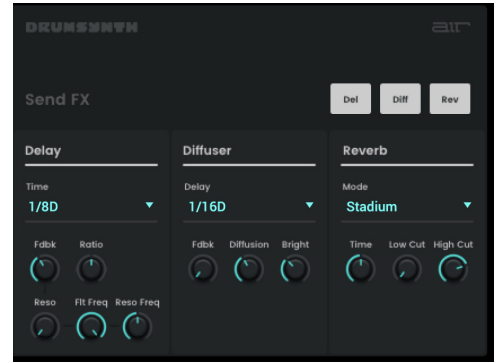 DRUMSYNTH
air
Send FX
Del
Diff
Rev
Delay
Diffuser
Reverb
Time
Delay
Mode
1/8D
1/16D
Stadium
Fdbk
Ratio
Fdbk
Diffusion
Bright
Time
Low Cut
High Cut
Reso
Flt Freq
Reso Freq